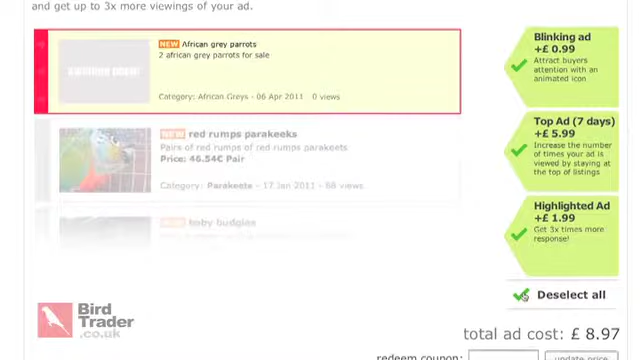 and get up to 3x more viewings of your ad.
NEW African grey parrots
2 african grey parrots for sale
Category: African Greys - 06 Apr 2011    0 views
NEW red rumps parakeeks
Pairs of red rumps of red rumps parakeets
Price: 46.54€ Pair
Category: Parakeets - 17 Jan 2011 - 68 views
NEW baby budgies
Blinking ad
+£ 0.99
Attract buyers
attention with an
animated icon
Top Ad (7 days)
+£ 5.99
Increase the number
of times your ad is
viewed by staying at
the top of listings
Highlighted Ad
+£ 1.99
Get 3x times more
response!
Deselect all
Bird
Trader
.co.uk
total ad cost: £ 8.97
redeem coupon:
update price